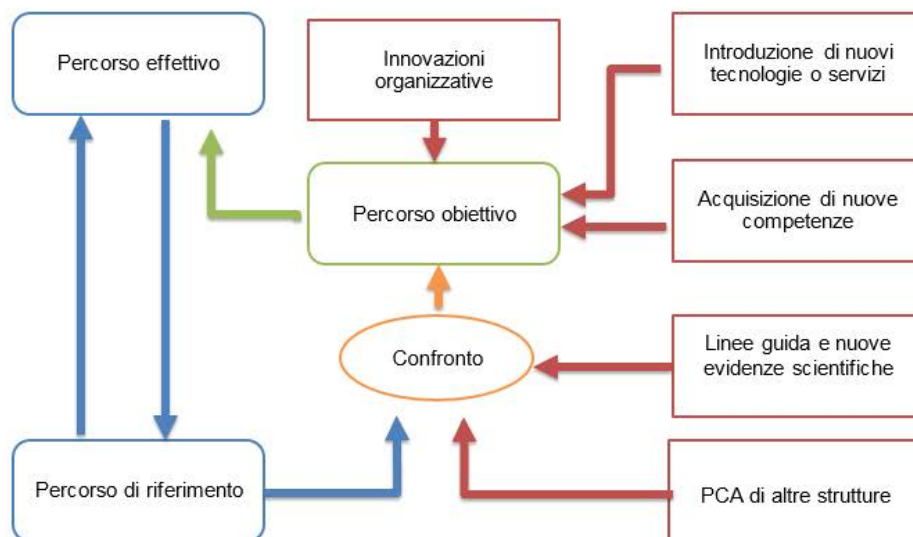 Percorso effettivo
Innovazioni
organizzative
Introduzione di nuovi
tecnologie o servizi
Percorso obiettivo
Acquisizione di nuove
competenze
Confronto
Linee guida e nuove
evidenze scientifiche
Percorso di riferimento
PCA di altre strutture